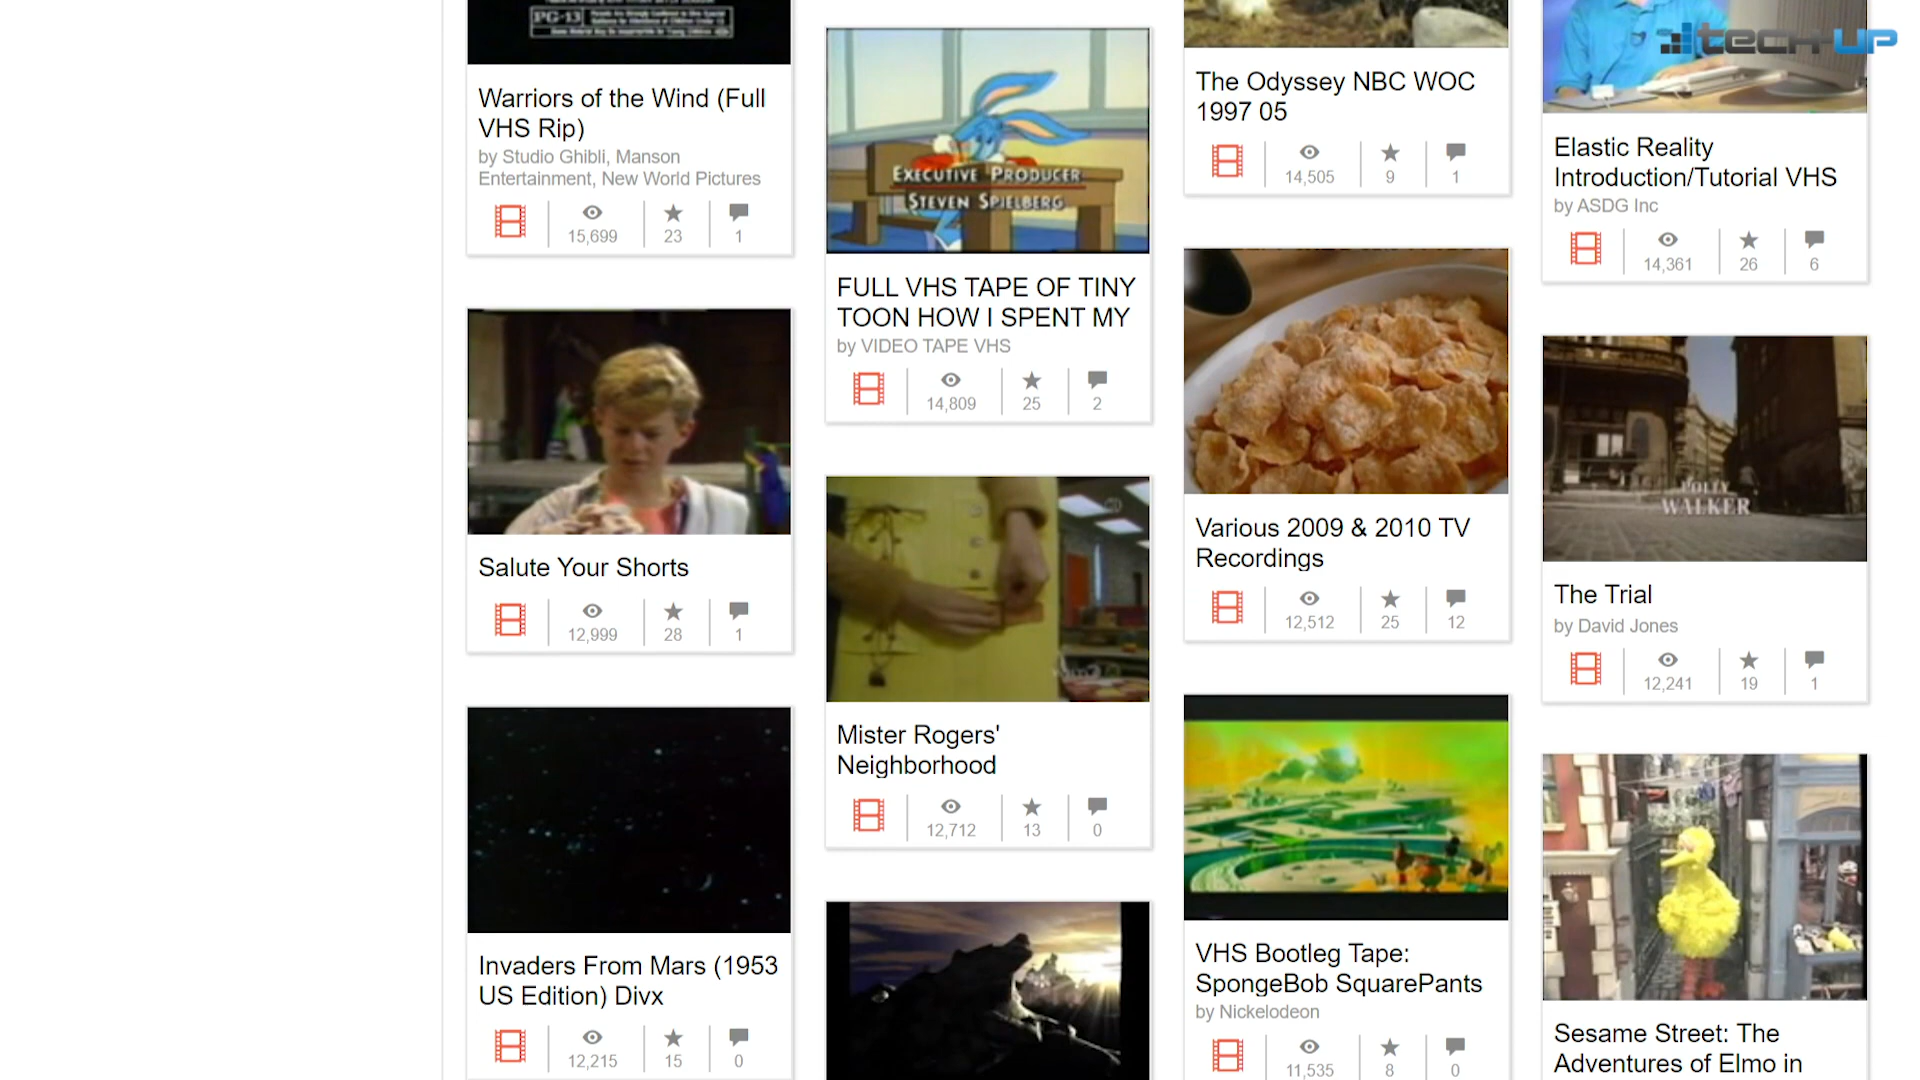 PG-13
Warriors of the Wind (Full
VHS Rip)
by Studio Ghibli, Manson
Entertainment, New World Pictures
15,699
23
1
Salute Your Shorts
12,999
28
1
Invaders From Mars (1953
US Edition) Divx
12,215
15
0
EXECUTIVE PRODUCER
STEVEN SPIELBERG
FULL VHS TAPE OF TINY
TOON HOW I SPENT MY
by VIDEO TAPE VHS
14,809
25
2
Mister Rogers'
Neighborhood
12,712
13
0
The Odyssey NBC WOC
1997 05
14,505
9
1
Various 2009 & 2010 TV
Recordings
12,512
25
12
VHS Bootleg Tape:
SpongeBob SquarePants
by Nickelodeon
11,535
8
0
tech-UP
Elastic Reality
Introduction/Tutorial VHS
by ASDG Inc
14,361
26
6
POLLY
WALKER
The Trial
by David Jones
12,241
19
1
Sesame Street: The
Adventures of Elmo in